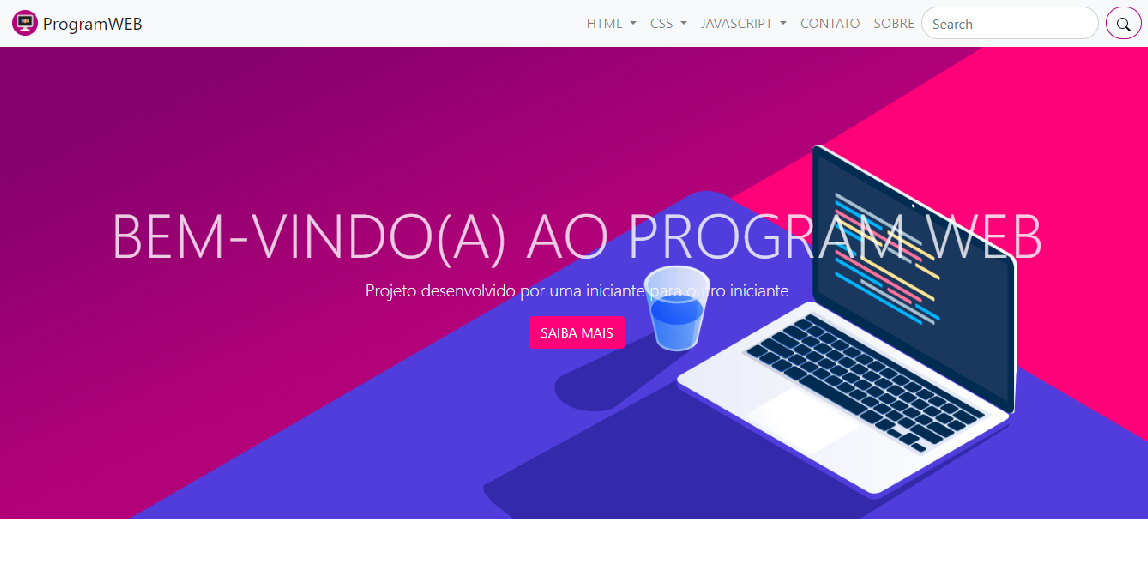 ProgramWEB HTML CSS JAVASCRIPT CONTATO SOBRE Search
BEM-VINDO(A) AO PROGRAM WEB
Projeto desenvolvido por uma iniciante para outro iniciante
SAIBA MAIS